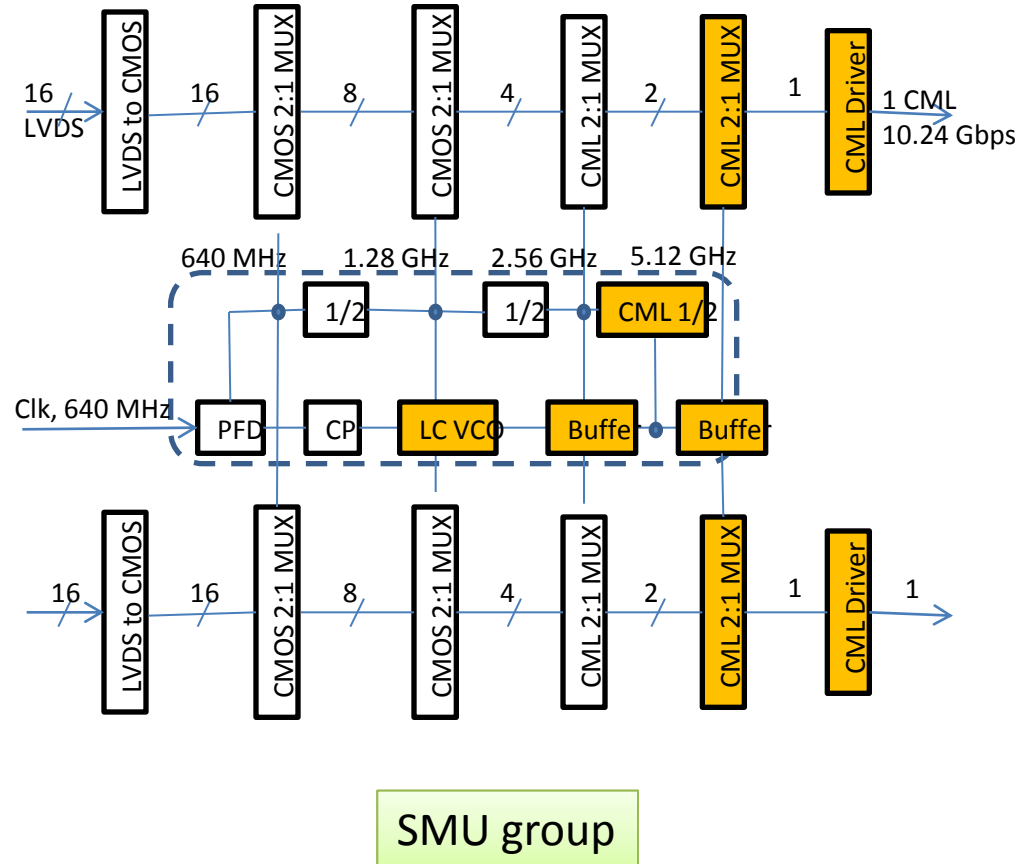 16
LVDS
LVDS to CMOS
16
CMOS 2:1 MUX
8
CMOS 2:1 MUX
4
CML 2:1 MUX
2
CML 2:1 MUX
1
CML Driver
1 CML
10.24 Gbps
640 MHz
1.28 GHz
2.56 GHz
5.12 GHz
1/2
1/2
CML 1/2
Clk, 640 MHz
PFD
CP
LC VCO
Buffer
Buffer
16
LVDS to CMOS
16
CMOS 2:1 MUX
8
CMOS 2:1 MUX
4
CML 2:1 MUX
2
CML 2:1 MUX
1
CML Driver
1
SMU group